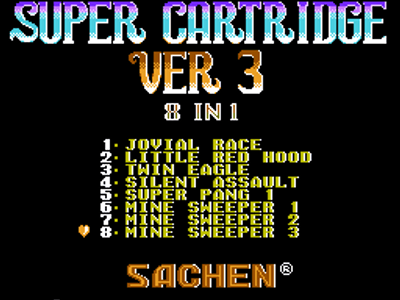 SUPER CARTRIDGE
VER 3
8 IN 1
1· JOVIAL RACE
2· LITTLE RED HOOD
3· TWIN EAGLE
4· SILENT ASSAULT
5· SUPER PANG 1
6· MINE SWEEPER 1
7· MINE SWEEPER 2
8· MINE SWEEPER 3
SACHEN®